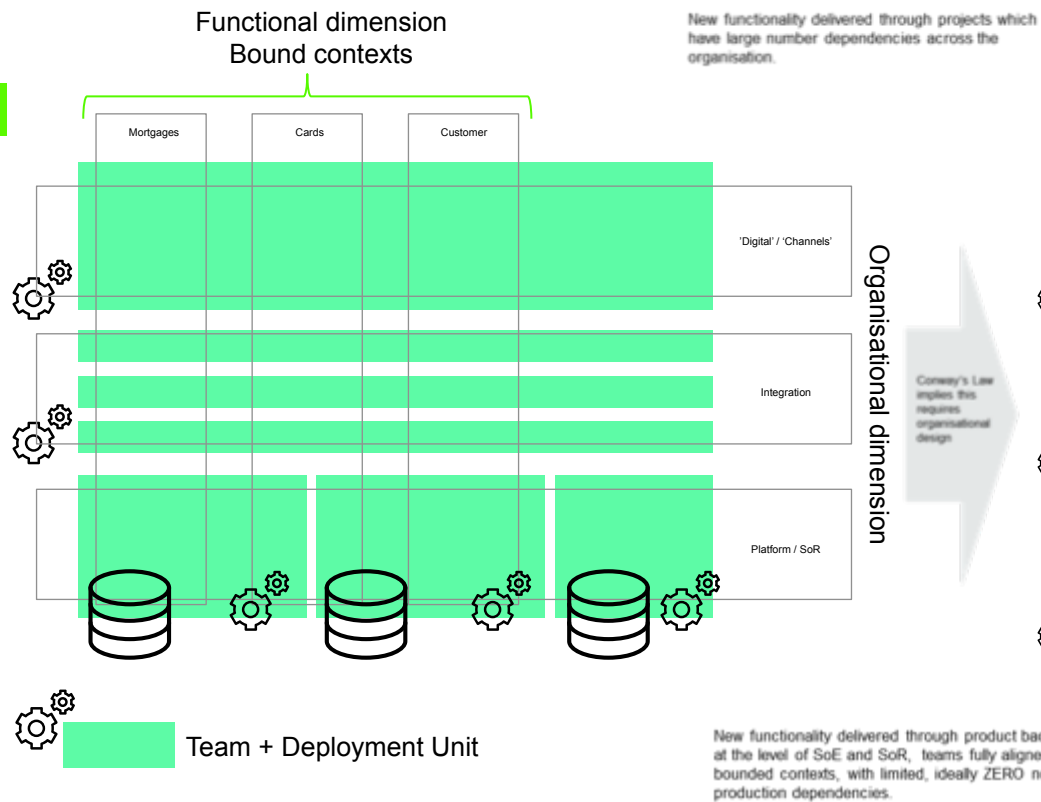 Functional dimension
Bound contexts
New functionality delivered through projects which
have large number dependencies across the
organisation.
Mortgages
Cards
Customer
'Digital' / 'Channels'
Integration
Platform / SoR
Organisational dimension
Conway's Law
implies this
requires
organisational
design
Team + Deployment Unit
New functionality delivered through product
at the level of SoE and SoR, teams fully
bounded contexts, with limited, ideally ZERO
production dependencies.